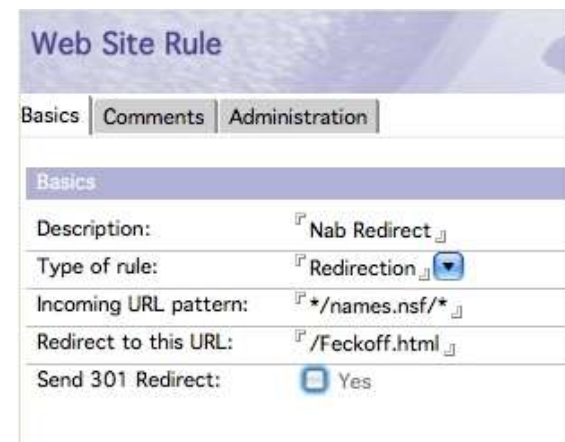 Web Site Rule
Basics Comments Administration
Basics
Description: Nab Redirect
Type of rule: Redirection
Incoming URL pattern: */names.nsf/*
Redirect to this URL: /Feckoff.html
Send 301 Redirect: Yes